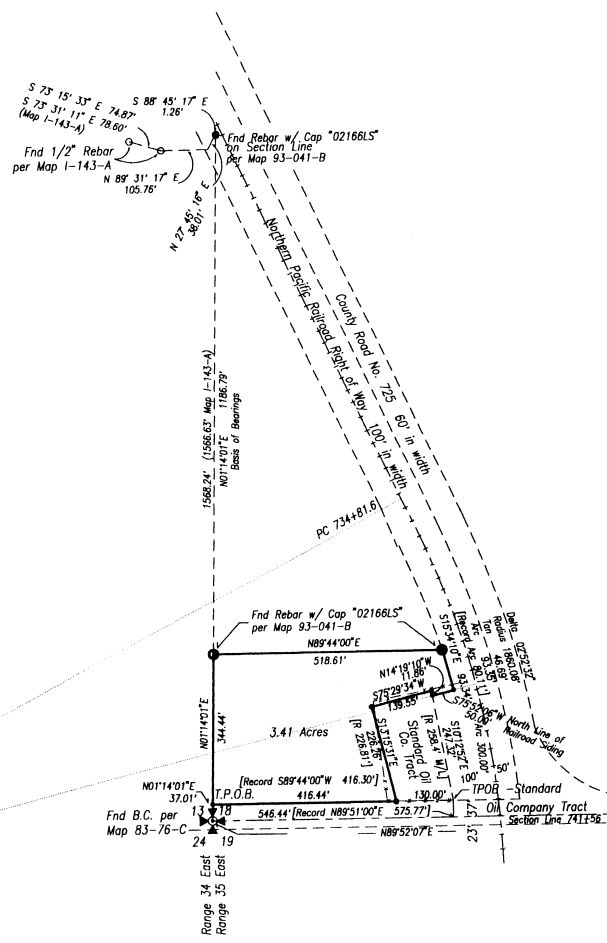 S 73° 15' 33" E 74.87'
S 73° 31' 11" E 78.60'
(Map I-143-A)
S 88° 45' 17" E
1.26'
Fnd Rebar w/ Cap "02166LS"
on Section Line
per Map 93-041-B
Fnd 1/2" Rebar
per Map I-143-A
N 89° 31' 17" E
105.76'
N 27° 45' 16" E
38.01'
Northern Pacific Railroad Right of Way 100' in width
County Road No. 725 60' in width
1568.24' (1566.63' Map I-143-A)
N01°14'01"E 1186.79'
Basis of Bearings
PC 734+81.6
Fnd Rebar w/ Cap "02166LS"
per Map 93-041-B
N89°44'00"E
518.61'
Delta 02°52'32"
Radius 1860.08'
Tan 46.69'
Arc 93.35'
[Record Arc 80.1']
S15°34'10"E
93.34'
Arc 300.00'
N14°19'10"W
11.86'
S75°29'34"W
139.55'
S75°57'06"W North Line of
50.00' Railroad Siding
N01°14'01"E 344.44'
3.41 Acres
S13°15'31"E
226.26'
[R 226.81']
Standard Oil
Co. Tract
[R 258.4' W/L]
247.32'
S10°12'52"E
100'
50'
[Record S89°44'00"W 416.30']
416.44'
N01°14'01"E
37.01'
T.P.O.B.
130.00'
TPOB - Standard
Oil Company Tract
Section Line 741+56
Fnd B.C. per
Map 83-76-C
13 18
24 19
546.44' [Record N89°51'00"E 575.77']
N89°52'07"E
37'
23'
Range 34 East
Range 35 East